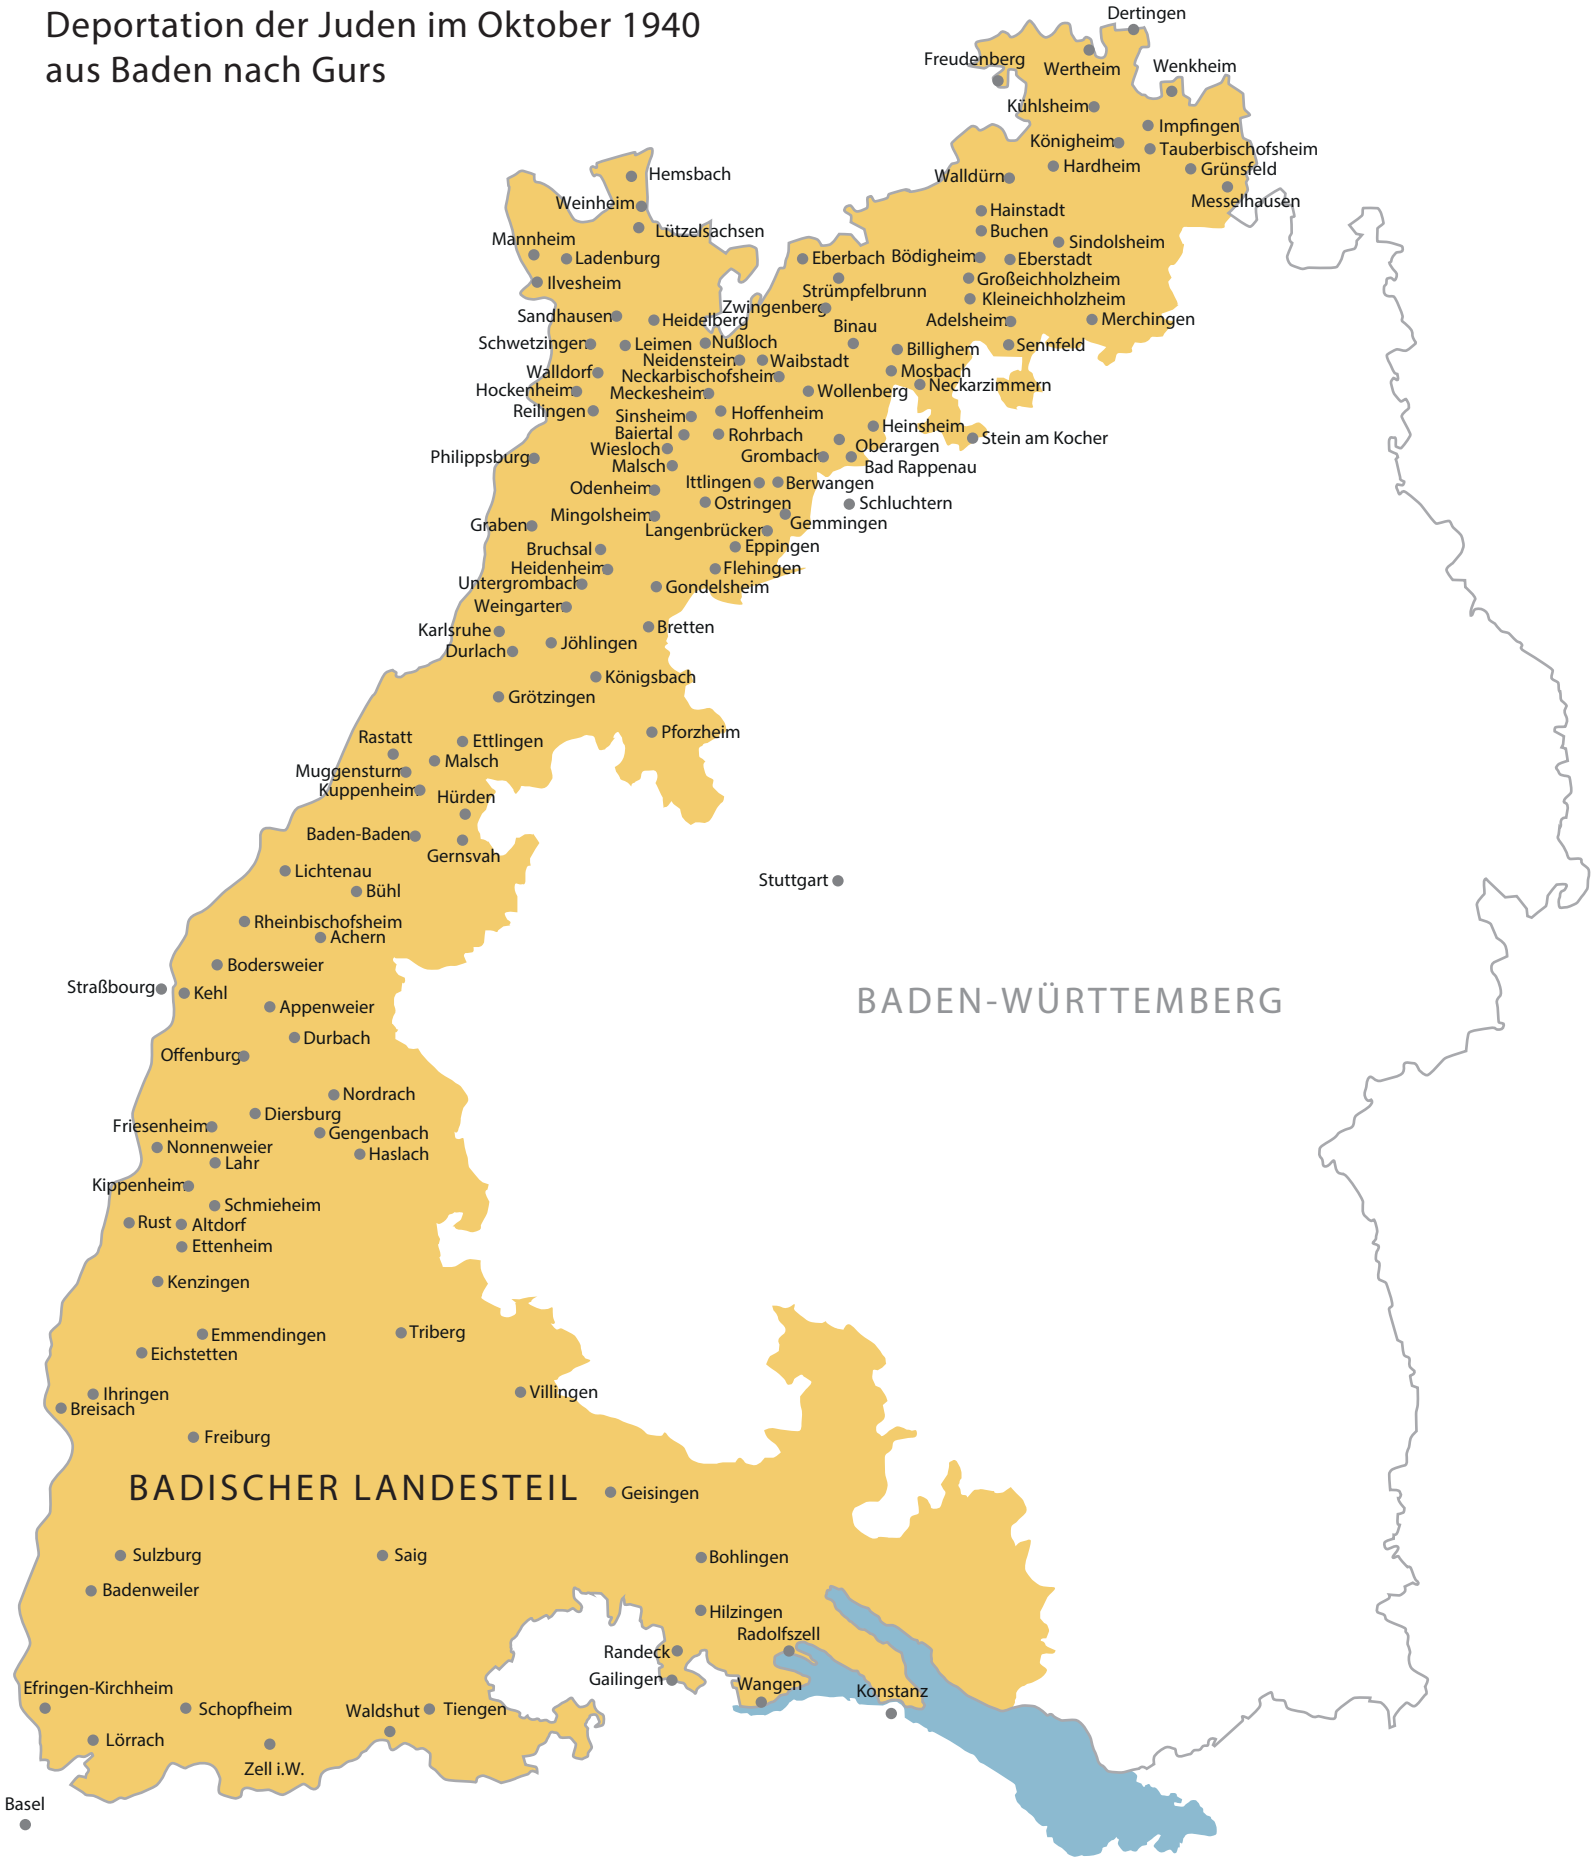 Deportation der Juden im Oktober 1940
aus Baden nach Gurs
Dertingen
Freudenberg
Wertheim
Wenkheim
Kühlsheim
Impfingen
Königheim
Tauberbischofsheim
Hardheim
Grünsfeld
Walldürn
Messelhausen
Hemsbach
Weinheim
Lützelsachsen
Hainstadt
Buchen
Sindolsheim
Mannheim
Ladenburg
Eberbach
Bödigheim
Eberstadt
Ilvesheim
Großeichholzheim
Strümpfelbrunn
Kleineichholzheim
Zwingenberg
Sandhausen
Heidelberg
Binau
Adelsheim
Merchingen
Schwetzingen
Leimen
Nußloch
Billighem
Sennfeld
Neidenstein
Waibstadt
Walldorf
Neckarbischofsheim
Mosbach
Neckarzimmern
Hockenheim
Meckesheim
Wollenberg
Reilingen
Sinsheim
Hoffenheim
Heinsheim
Baiertal
Rohrbach
Stein am Kocher
Wiesloch
Oberargen
Philippsburg
Malsch
Grombach
Bad Rappenau
Ittlingen
Berwangen
Odenheim
Ostringen
Schluchtern
Mingolsheim
Gemmingen
Graben
Langenbrücken
Bruchsal
Eppingen
Heidenheim
Flehingen
Untergrombach
Gondelsheim
Weingarten
Karlsruhe
Bretten
Jöhlingen
Durlach
Königsbach
Grötzingen
Pforzheim
Rastatt
Ettlingen
Malsch
Muggensturm
Kuppenheim
Hürden
Baden-Baden
Gernsvah
Lichtenau
Stuttgart
Bühl
Rheinbischofsheim
Achern
Bodersweier
Straßbourg
Kehl
BADEN-WÜRTTEMBERG
Appenweier
Durbach
Offenburg
Nordrach
Diersburg
Friesenheim
Gengenbach
Nonnenweier
Haslach
Lahr
Kippenheim
Schmieheim
Rust
Altdorf
Ettenheim
Kenzingen
Emmendingen
Triberg
Eichstetten
Ihringen
Villingen
Breisach
Freiburg
BADISCHER LANDESTEIL
Geisingen
Sulzburg
Saig
Bohlingen
Badenweiler
Hilzingen
Radolfszell
Randeck
Gailingen
Wangen
Konstanz
Efringen-Kirchheim
Schopfheim
Waldshut
Tiengen
Lörrach
Zell i.W.
Basel